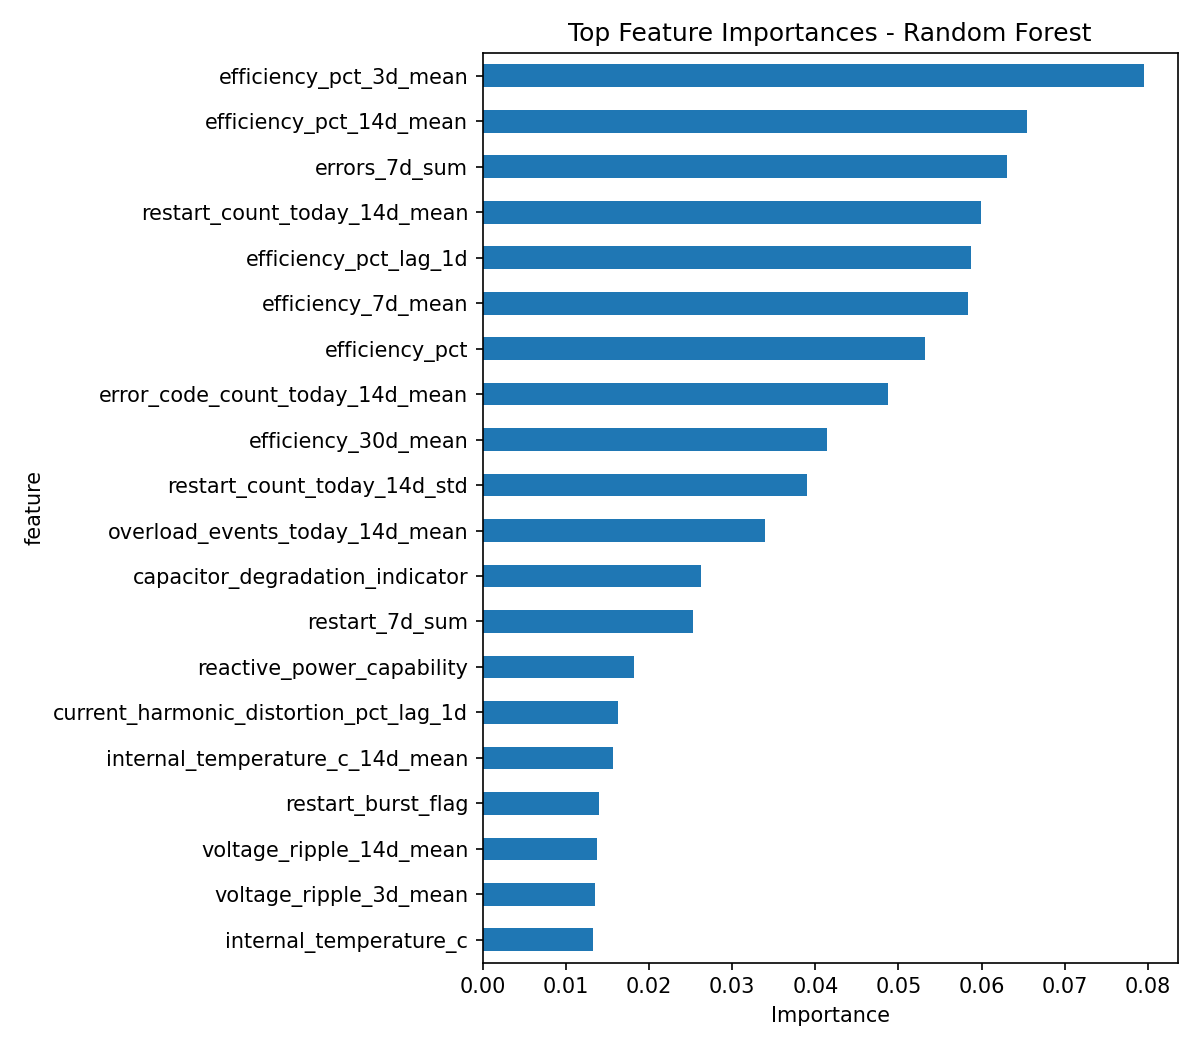 Top Feature Importances - Random Forest
efficiency_pct_3d_mean
efficiency_pct_14d_mean
errors_7d_sum
restart_count_today_14d_mean
efficiency_pct_lag_1d
efficiency_7d_mean
efficiency_pct
error_code_count_today_14d_mean
efficiency_30d_mean
restart_count_today_14d_std
overload_events_today_14d_mean
capacitor_degradation_indicator
restart_7d_sum
reactive_power_capability
current_harmonic_distortion_pct_lag_1d
internal_temperature_c_14d_mean
restart_burst_flag
voltage_ripple_14d_mean
voltage_ripple_3d_mean
internal_temperature_c
feature
0.00 0.01 0.02 0.03 0.04 0.05 0.06 0.07 0.08
Importance